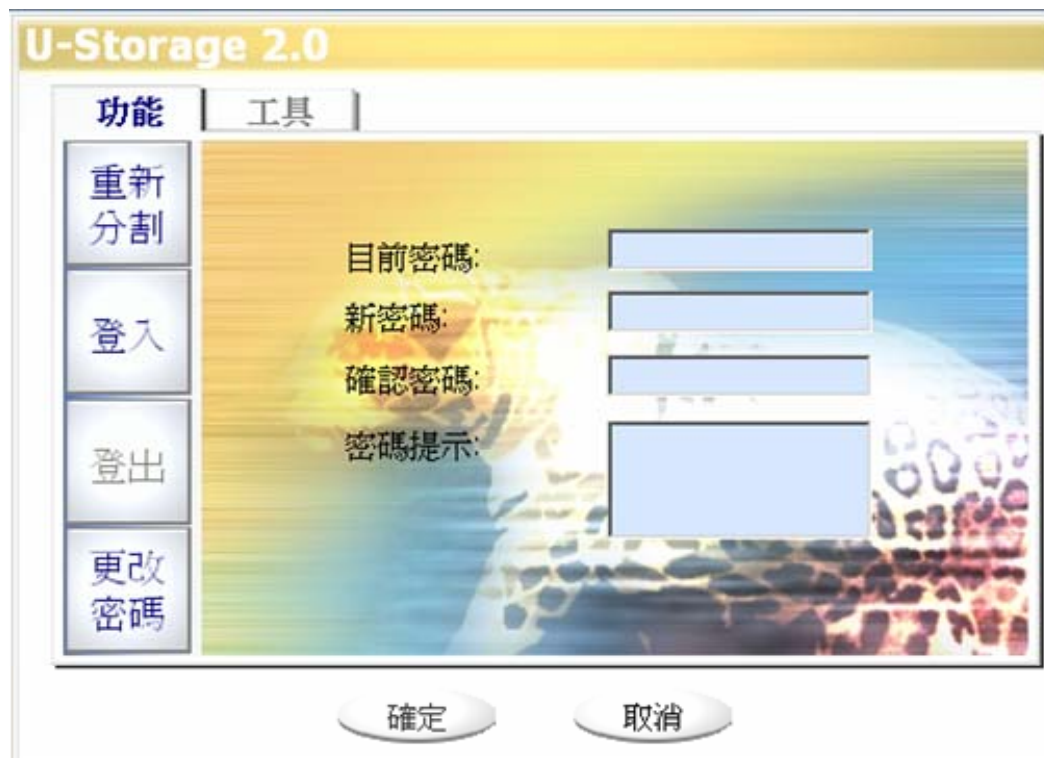 U-Storage 2.0
功能
工具
重新
分割
登入
登出
更改
密碼
目前密碼:
新密碼:
確認密碼:
密碼提示:
確定
取消